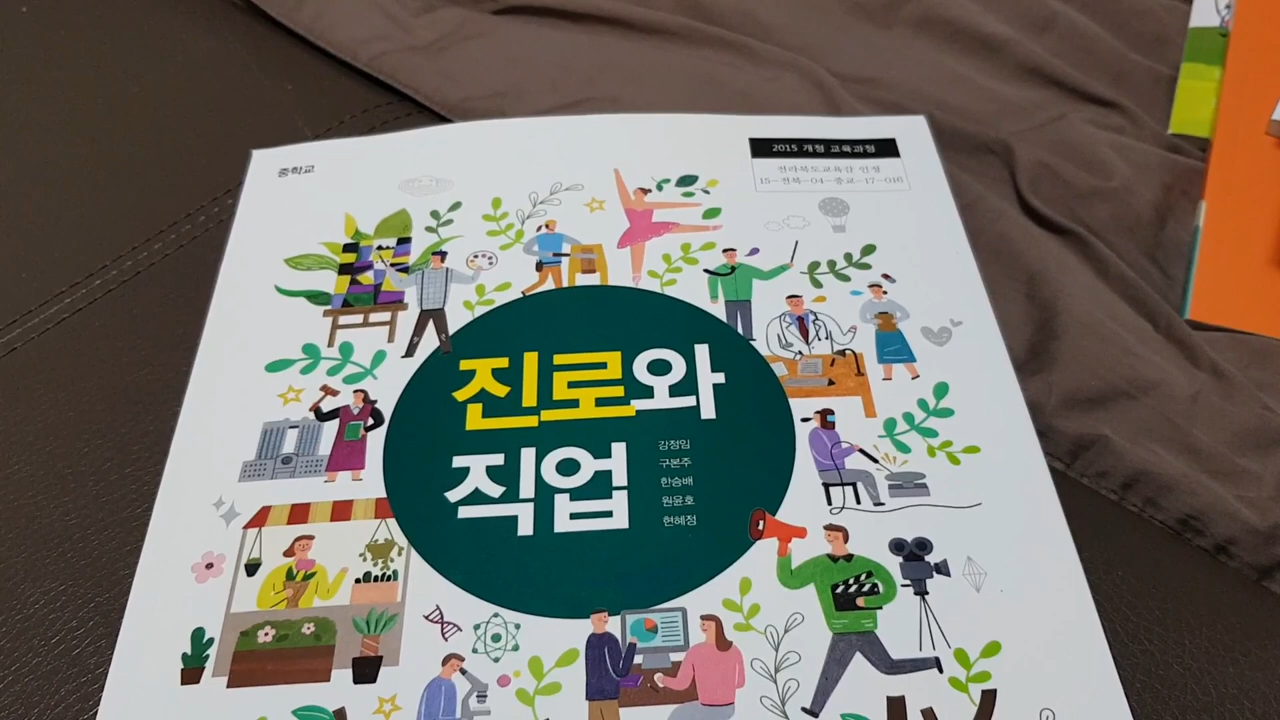 중학교
2015 개정 교육과정
전라북도교육감 인정
15-전북-04-중교-17-016
진로와
직업
강정임
구본주
한승배
원윤호
현혜정